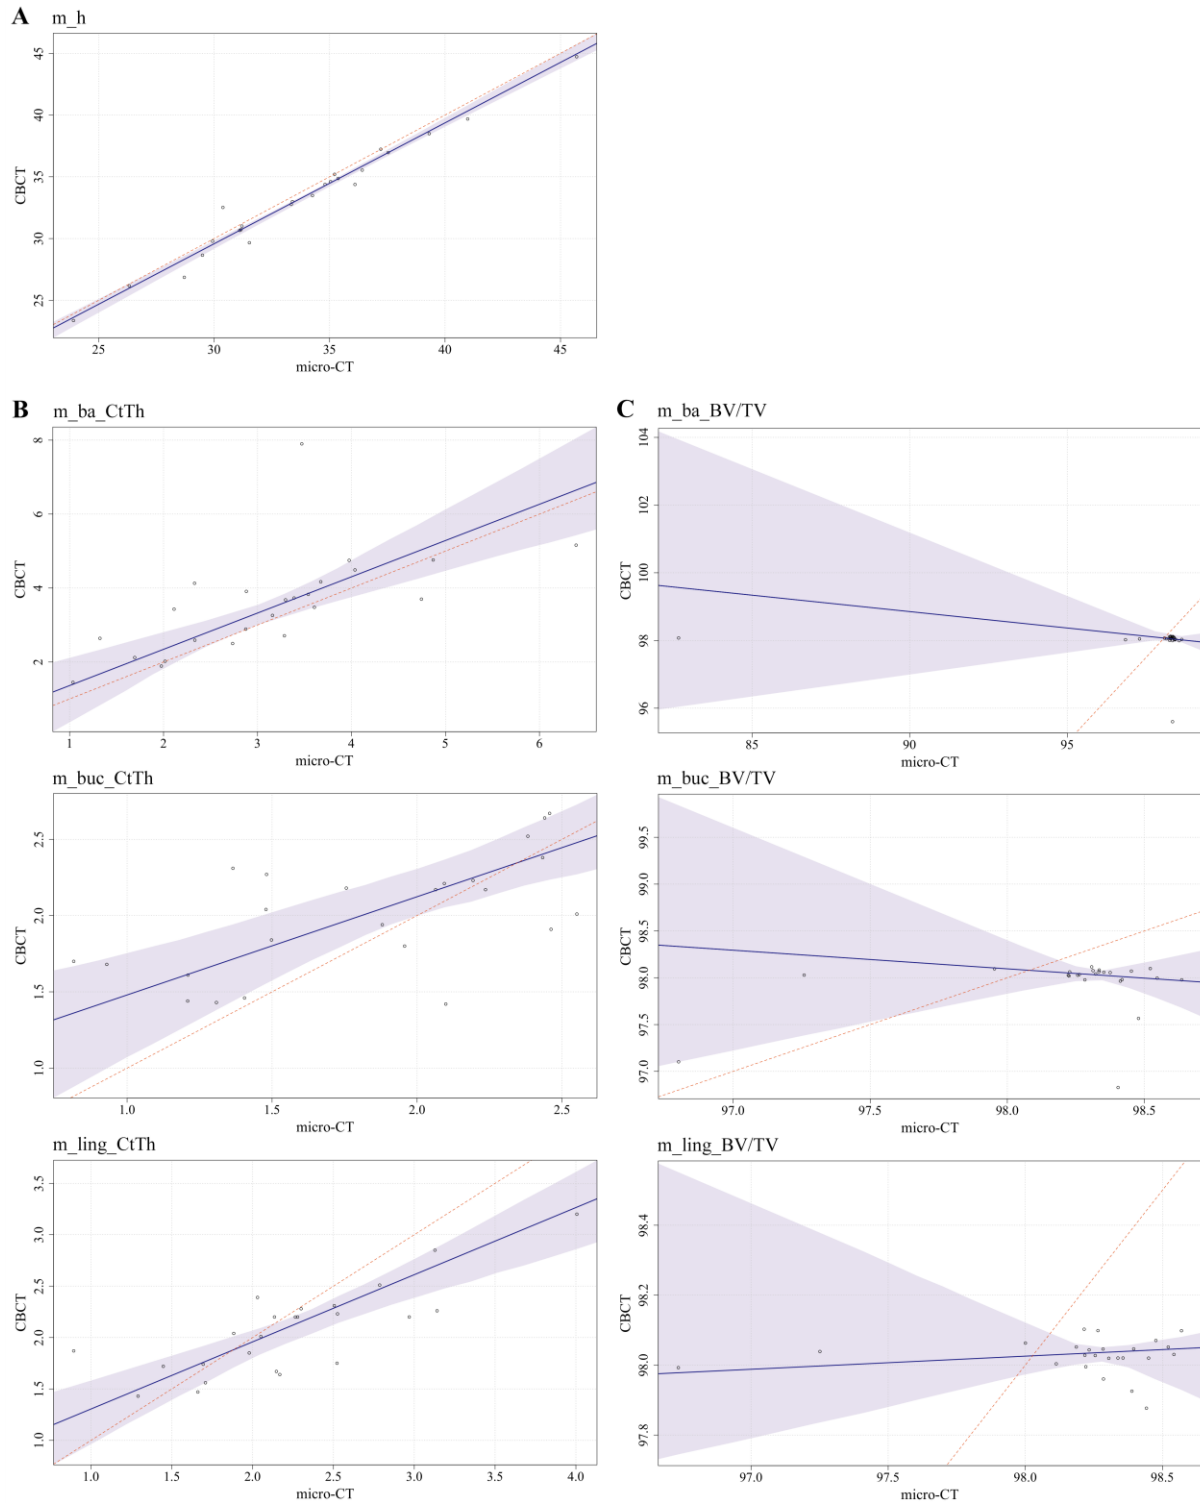 A m_h
45
40
35
30
25
CBCT
25 30 35 40 45
micro-CT
B m_ba_CtTh
8
6
4
2
CBCT
1 2 3 4 5 6
micro-CT
C m_ba_BV/TV
104
102
100
98
96
CBCT
85 90 95
micro-CT
m_buc_CtTh
2.5
2.0
1.5
1.0
CBCT
1.0 1.5 2.0 2.5
micro-CT
m_buc_BV/TV
99.5
99.0
98.5
98.0
97.5
97.0
CBCT
97.0 97.5 98.0 98.5
micro-CT
m_ling_CtTh
3.5
3.0
2.5
2.0
1.5
1.0
CBCT
1.0 1.5 2.0 2.5 3.0 3.5 4.0
micro-CT
m_ling_BV/TV
98.4
98.2
98.0
97.8
CBCT
97.0 97.5 98.0 98.5
micro-CT